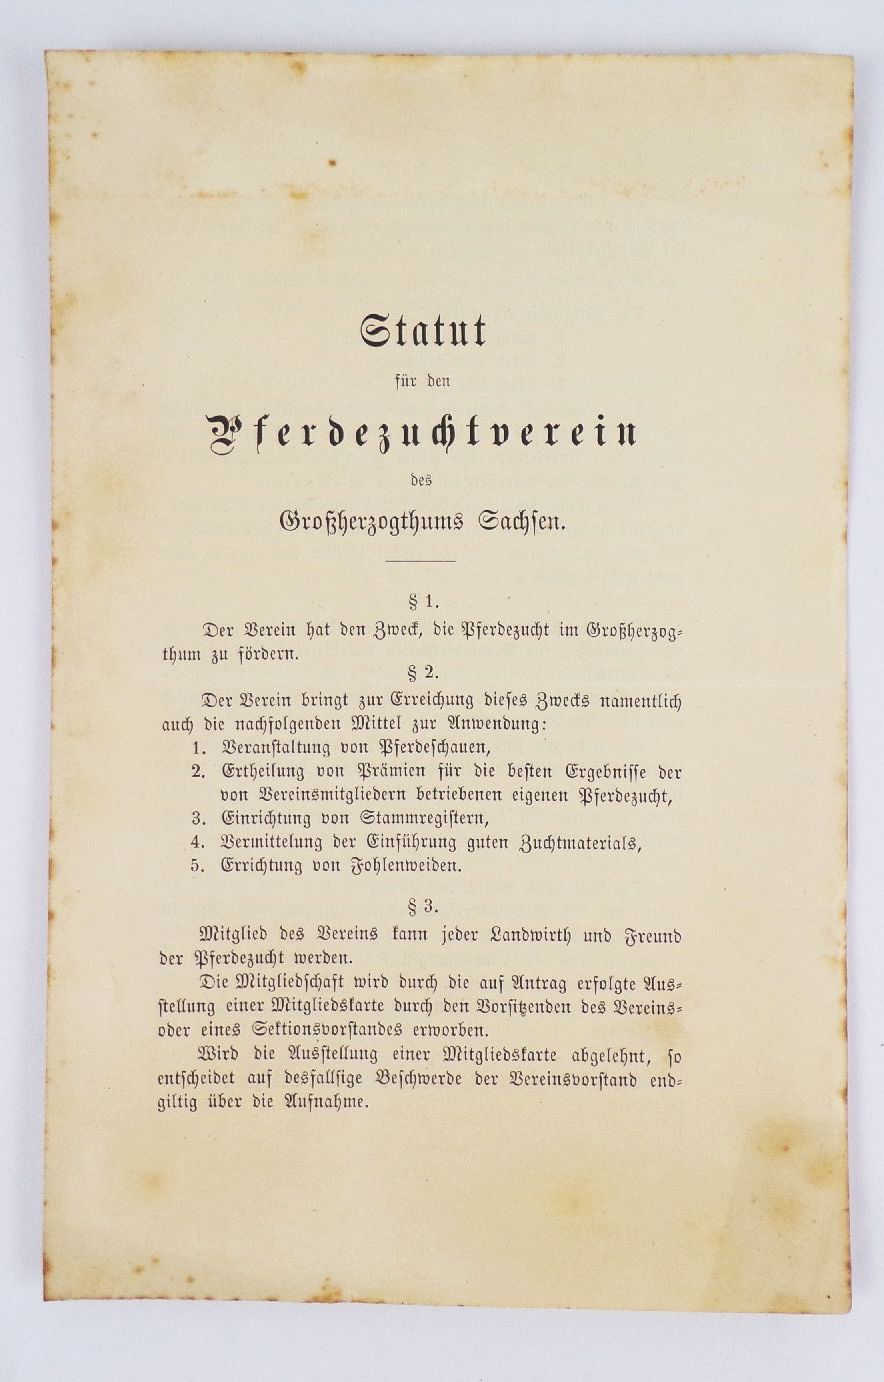 Statut
für den
Pferdezuchtverein
des
Großherzogthums Sachsen.
§ 1.
Der Verein hat den Zweck, die Pferdezucht im Großherzog-
thum zu fördern.
§ 2.
Der Verein bringt zur Erreichung dieses Zwecks namentlich
auch die nachfolgenden Mittel zur Anwendung:
1. Veranstaltung von Pferdeschauen,
2. Ertheilung von Prämien für die besten Ergebnisse der
von Vereinsmitgliedern betriebenen eigenen Pferdezucht,
3. Einrichtung von Stammregistern,
4. Vermittelung der Einführung guten Zuchtmaterials,
5. Errichtung von Fohlenweiden.
§ 3.
Mitglied des Vereins kann jeder Landwirth und Freund
der Pferdezucht werden.
Die Mitgliedschaft wird durch die auf Antrag erfolgte Aus-
stellung einer Mitgliedskarte durch den Vorsitzenden des Vereins-
oder eines Sektionsvorstandes erworben.
Wird die Ausstellung einer Mitgliedskarte abgelehnt, so
entscheidet auf desfallsige Beschwerde der Vereinsvorstand end-
giltig über die Aufnahme.